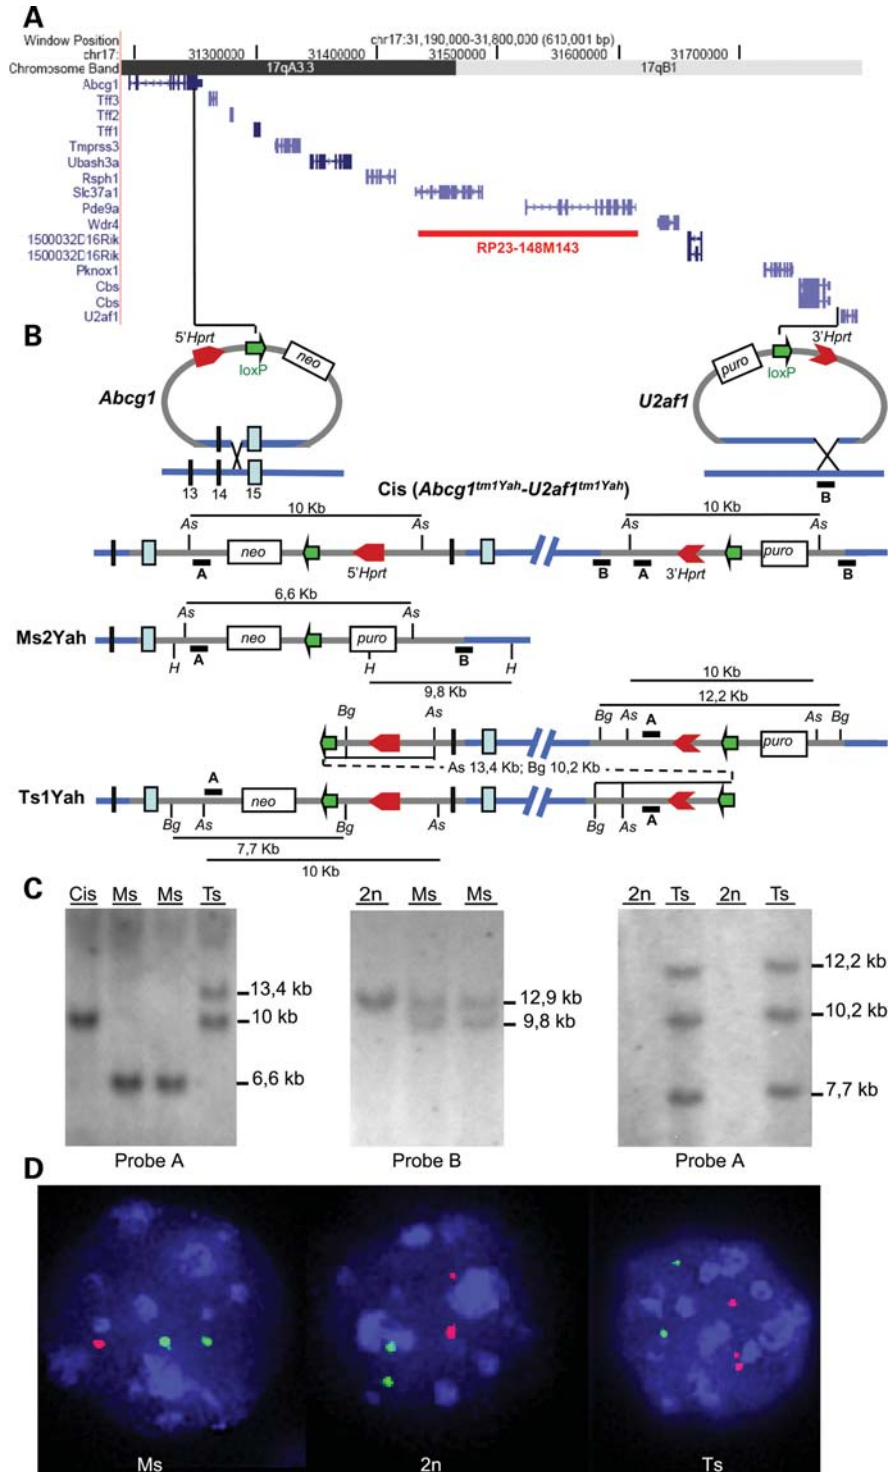 A
Window Position chr17:31,190,000-31,800,000 (610,001 bp)
chr17: 31300000 31400000 31500000 31600000 31700000
Chromosome Band 17qA3.3 17qB1
Abcg1
Tff3
Tff2
Tff1
Tmprss3
Ubash3a
Rsph1
Slc37a1
Pde9a
Wdr4
RP23-148M143
1500032D16Rik
1500032D16Rik
Pknox1
Cbs
Cbs
U2af1
B
5'Hprt loxP neo
Abcg1
puro loxP 3'Hprt
U2af1
13 14 15
B
Cis (Abcg1tm1Yah-U2af1tm1Yah)
10 Kb 10 Kb
As As As As
neo puro
A 5'Hprt B A 3'Hprt B
6,6 Kb
As As
Ms2Yah neo puro
H A H B H
9,8 Kb
10 Kb
12,2 Kb
Bg As Bg As A As Bg
puro
As 13,4 Kb; Bg 10,2 Kb
A
Ts1Yah neo
Bg As Bg As Bg As A
7,7 Kb
10 Kb
C
Cis Ms Ms Ts
13,4 kb
10 kb
6,6 kb
Probe A
2n Ms Ms
12,9 kb
9,8 kb
Probe B
2n Ts 2n Ts
12,2 kb
10,2 kb
7,7 kb
Probe A
D
Ms 2n Ts